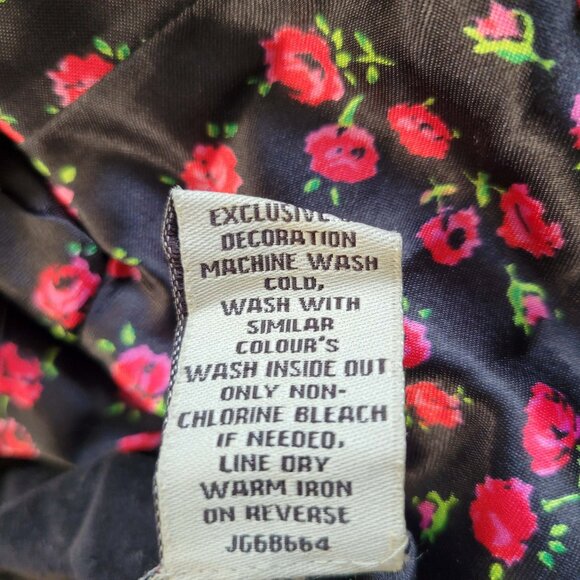 EXCLUSIVE
DECORATION
MACHINE WASH
COLD,
WASH WITH
SIMILAR
COLOUR'S
WASH INSIDE OUT
ONLY NON-
CHLORINE BLEACH
IF NEEDED,
LINE DRY
WARM IRON
ON REVERSE
JG68664